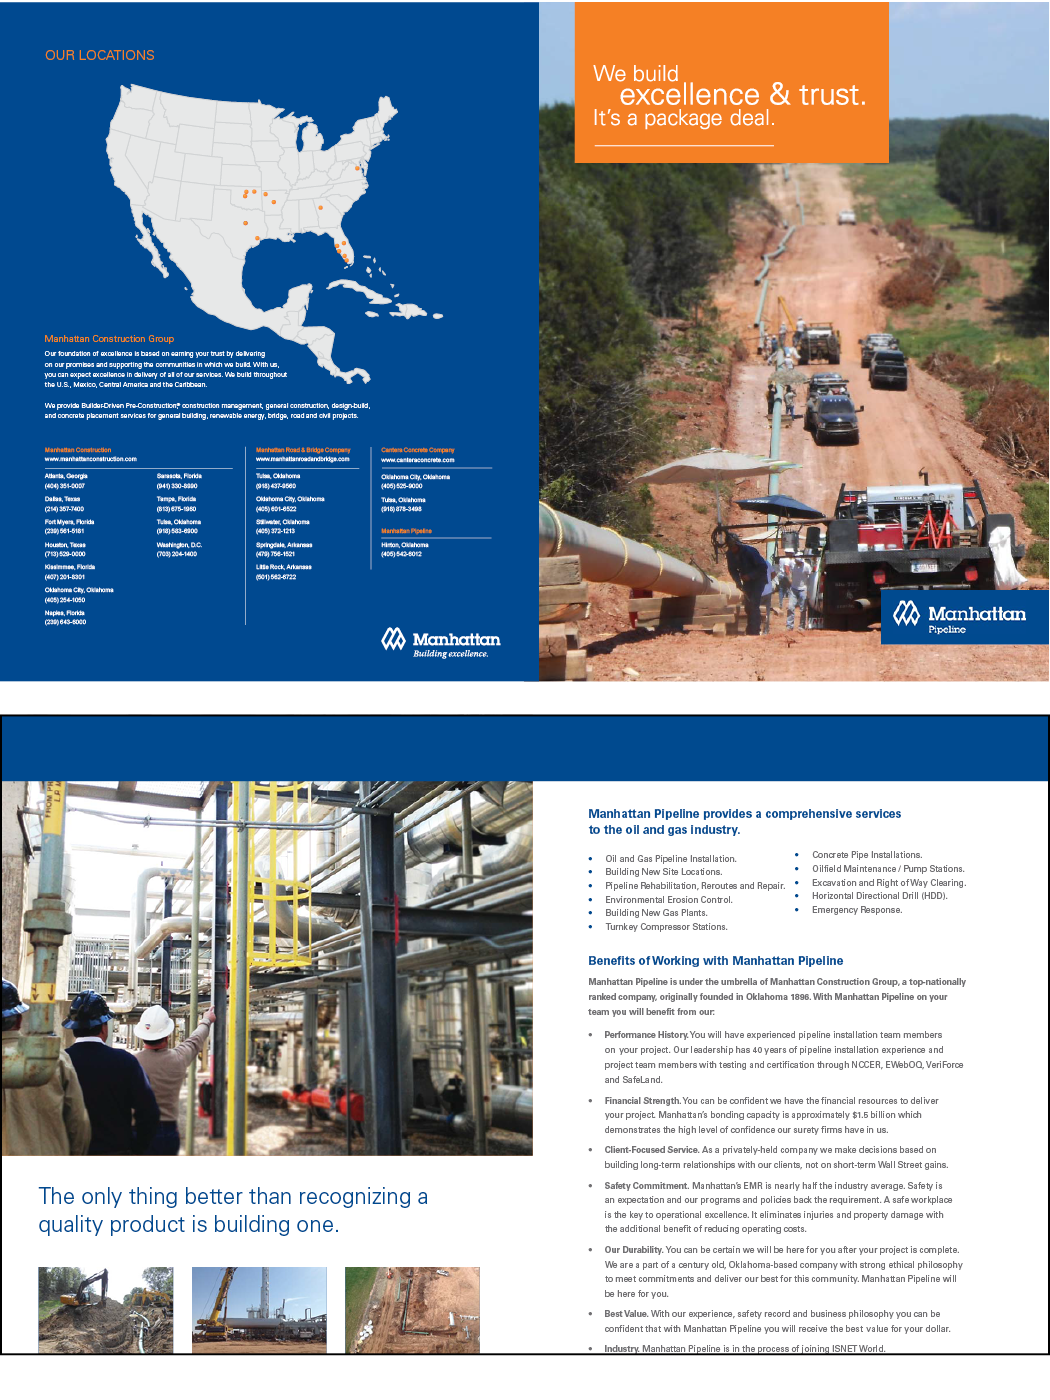 OUR LOCATIONS
Manhattan Construction Group
Our foundation of excellence is based on earning your trust by delivering
on our promises and supporting the communities in which we build. With us,
you can expect excellence in delivery of all of our services. We build throughout
the U.S., Mexico, Central America and the Caribbean.
We provide Builder-Driven Pre-Construction,® construction management, general construction, design-build,
and concrete placement services for general building, renewable energy, bridge, road and civil projects.
Manhattan Construction
www.manhattanconstruction.com
Atlanta, Georgia
(404) 351-0007
Dallas, Texas
(214) 357-7400
Fort Myers, Florida
(239) 561-5161
Houston, Texas
(713) 529-0000
Kissimmee, Florida
(407) 201-8301
Oklahoma City, Oklahoma
(405) 254-1050
Naples, Florida
(239) 643-6000
Sarasota, Florida
(941) 330-8990
Tampa, Florida
(813) 675-1960
Tulsa, Oklahoma
(918) 583-6900
Washington, D.C.
(703) 204-1400
Manhattan Road & Bridge Company
www.manhattanroadandbridge.com
Tulsa, Oklahoma
(918) 437-9560
Oklahoma City, Oklahoma
(405) 601-6522
Stillwater, Oklahoma
(405) 372-1213
Springdale, Arkansas
(479) 756-1521
Little Rock, Arkansas
(501) 562-6722
Cantera Concrete Company
www.canteraconcrete.com
Oklahoma City, Oklahoma
(405) 525-9000
Tulsa, Oklahoma
(918) 878-3498
Manhattan Pipeline
Hinton, Oklahoma
(405) 542-6012
Manhattan
Building excellence.
We build
excellence & trust.
It's a package deal.
Manhattan
Pipeline
The only thing better than recognizing a
quality product is building one.
Manhattan Pipeline provides a comprehensive services
to the oil and gas industry.
• Oil and Gas Pipeline Installation.
• Building New Site Locations.
• Pipeline Rehabilitation, Reroutes and Repair.
• Environmental Erosion Control.
• Building New Gas Plants.
• Turnkey Compressor Stations.
• Concrete Pipe Installations.
• Oilfield Maintenance / Pump Stations.
• Excavation and Right of Way Clearing.
• Horizontal Directional Drill (HDD).
• Emergency Response.
Benefits of Working with Manhattan Pipeline
Manhattan Pipeline is under the umbrella of Manhattan Construction Group, a top-nationally
ranked company, originally founded in Oklahoma 1896. With Manhattan Pipeline on your
team you will benefit from our:
• Performance History. You will have experienced pipeline installation team members
on your project. Our leadership has 40 years of pipeline installation experience and
project team members with testing and certification through NCCER, EWebOQ, VeriForce
and SafeLand.
• Financial Strength. You can be confident we have the financial resources to deliver
your project. Manhattan's bonding capacity is approximately $1.5 billion which
demonstrates the high level of confidence our surety firms have in us.
• Client-Focused Service. As a privately-held company we make decisions based on
building long-term relationships with our clients, not on short-term Wall Street gains.
• Safety Commitment. Manhattan's EMR is nearly half the industry average. Safety is
an expectation and our programs and policies back the requirement. A safe workplace
is the key to operational excellence. It eliminates injuries and property damage with
the additional benefit of reducing operating costs.
• Our Durability. You can be certain we will be here for you after your project is complete.
We are a part of a century old, Oklahoma-based company with strong ethical philosophy
to meet commitments and deliver our best for this community. Manhattan Pipeline will
be here for you.
• Best Value. With our experience, safety record and business philosophy you can be
confident that with Manhattan Pipeline you will receive the best value for your dollar.
• Industry. Manhattan Pipeline is in the process of joining ISNET World.